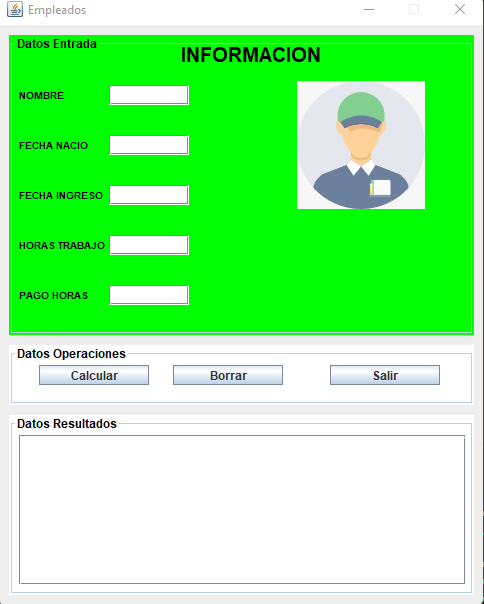 Empleados
Datos Entrada
INFORMACION
NOMBRE
FECHA NACIO
FECHA INGRESO
HORAS TRABAJO
PAGO HORAS
Datos Operaciones
Calcular Borrar Salir
Datos Resultados